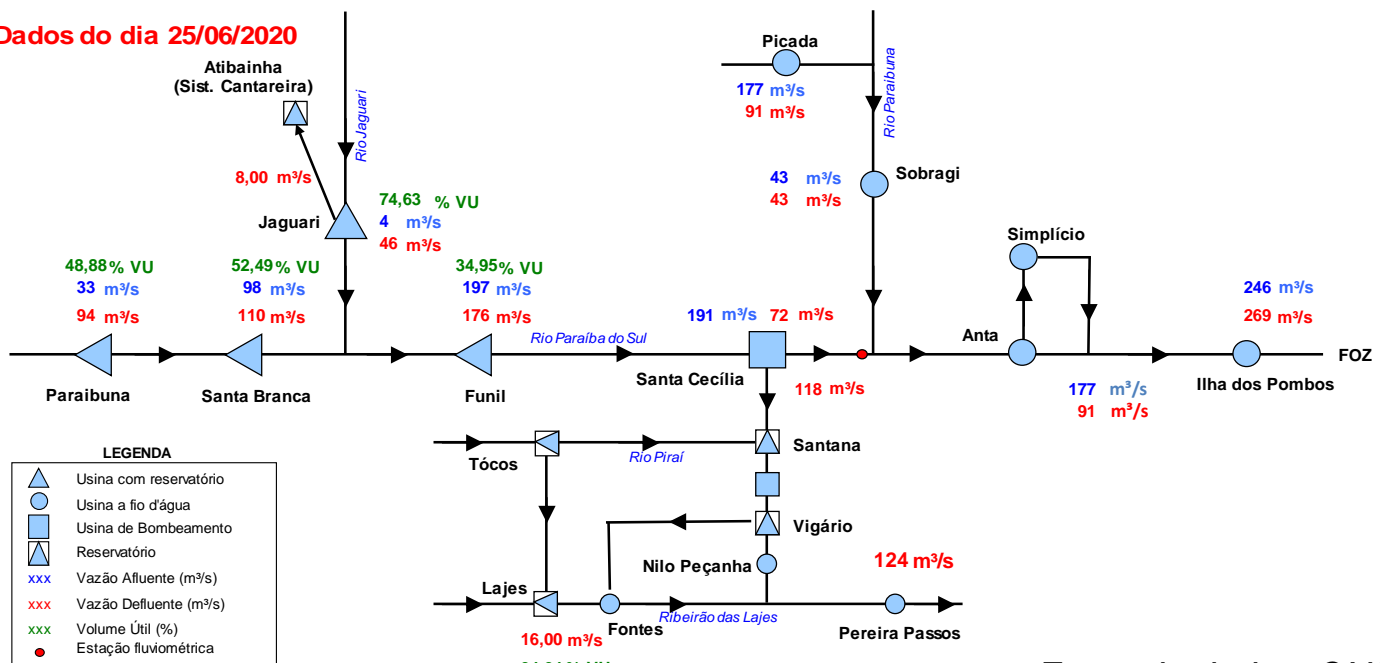 Dados do dia 25/06/2020
Atibainha
(Sist. Cantareira)
Rio Jaguari
8,00 m³/s
Jaguari
74,63 % VU
4 m³/s
46 m³/s
Picada
177 m³/s
91 m³/s
Rio Paraibuna
43 m³/s
43 m³/s
Sobragi
Simplício
48,88% VU
33 m³/s
94 m³/s
Paraibuna
52,49% VU
98 m³/s
110 m³/s
Santa Branca
34,95% VU
197 m³/s
176 m³/s
Funil
Rio Paraíba do Sul
191 m³/s 72 m³/s
Santa Cecília
118 m³/s
Anta
177 m³/s
91 m³/s
246 m³/s
269 m³/s
Ilha dos Pombos
FOZ
Tócos
Rio Piraí
Santana
Vigário
Nilo Peçanha
124 m³/s
Lajes
Fontes
Ribeirão das Lajes
Pereira Passos
16,00 m³/s
LEGENDA
Usina com reservatório
Usina a fio d'água
Usina de Bombeamento
Reservatório
xxx Vazão Afluente (m³/s)
xxx Vazão Defluente (m³/s)
xxx Volume Útil (%)
Estação fluviométrica